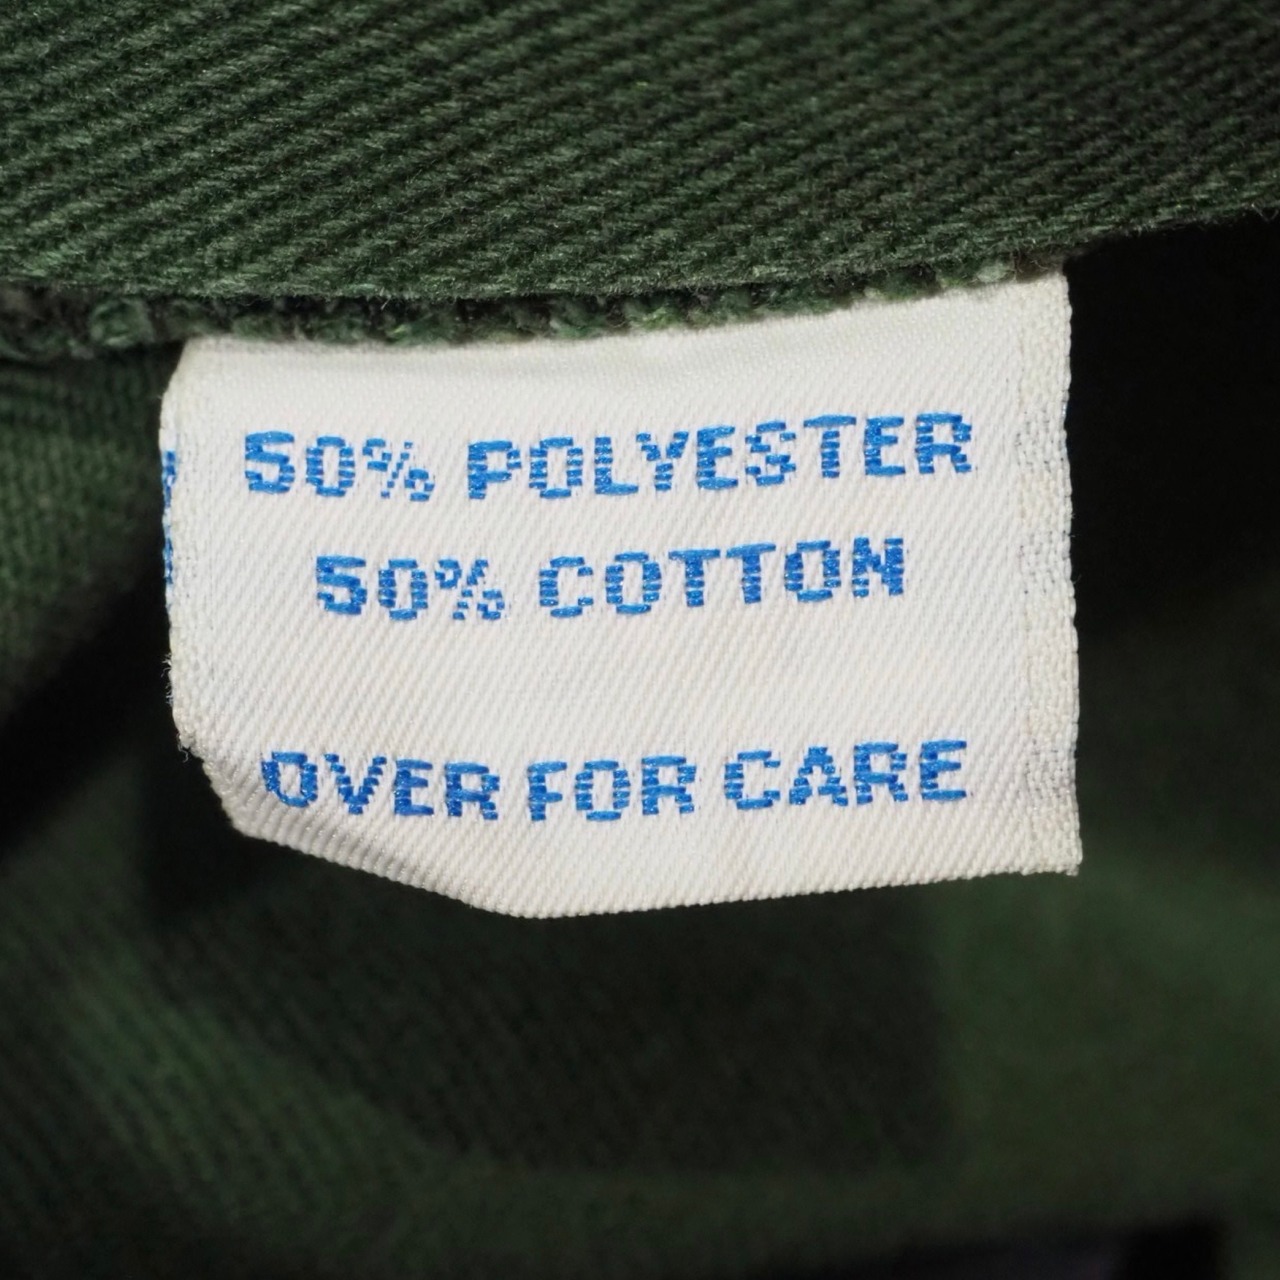 50% POLYESTER
50% COTTON
OVER FOR CARE